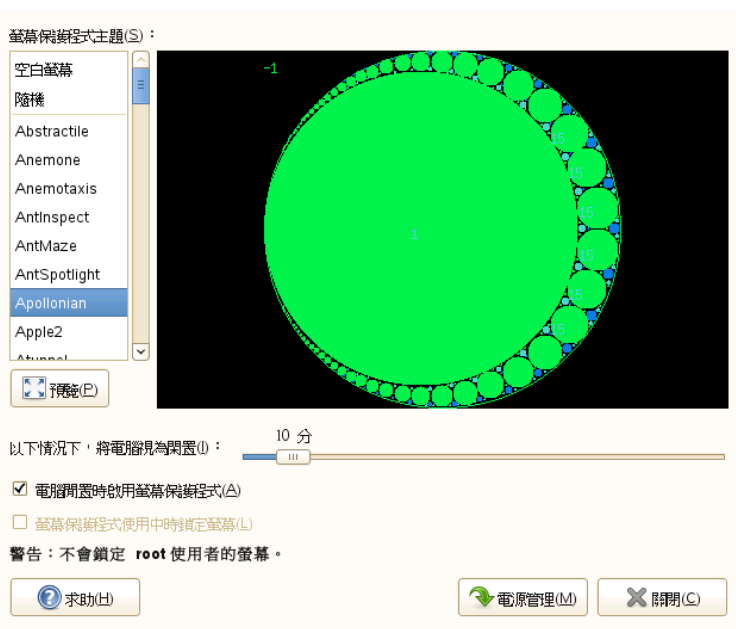 螢幕保護程式主題(S)：
空白螢幕
隨機
Abstractile
Anemone
Anemotaxis
AntInspect
AntMaze
AntSpotlight
Apollonian
Apple2
Atunnel
預覽(P)
-1
1
15
15
15
15
15
15
以下情況下，將電腦視為閑置(I)：
10 分
電腦閒置時啟用螢幕保護程式(A)
螢幕保護程式使用中時鎖定螢幕(L)
警告：不會鎖定 root 使用者的螢幕。
求助(H)
電源管理(M)
關閉(C)